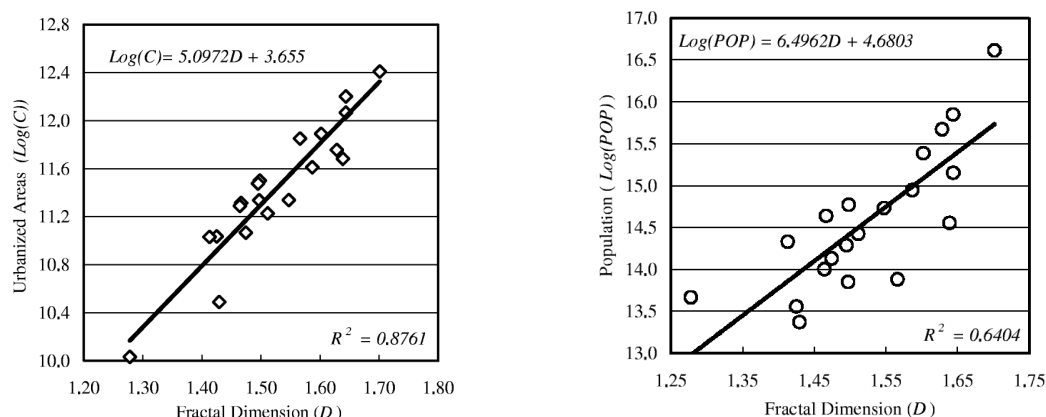 12.8
Log(C)= 5.0972D + 3.655
12.4
12.0
11.6
11.2
10.8
10.4
10.0
R² = 0.8761
1.20 1.30 1.40 1.50 1.60 1.70 1.80
Urbanized Areas (Log(C))
Fractal Dimension (D)
17.0
Log(POP) = 6.4962D + 4.6803
16.5
16.0
15.5
15.0
14.5
14.0
13.5
13.0
R² = 0.6404
1.25 1.35 1.45 1.55 1.65 1.75
Population ( Log(POP))
Fractal Dimension (D)